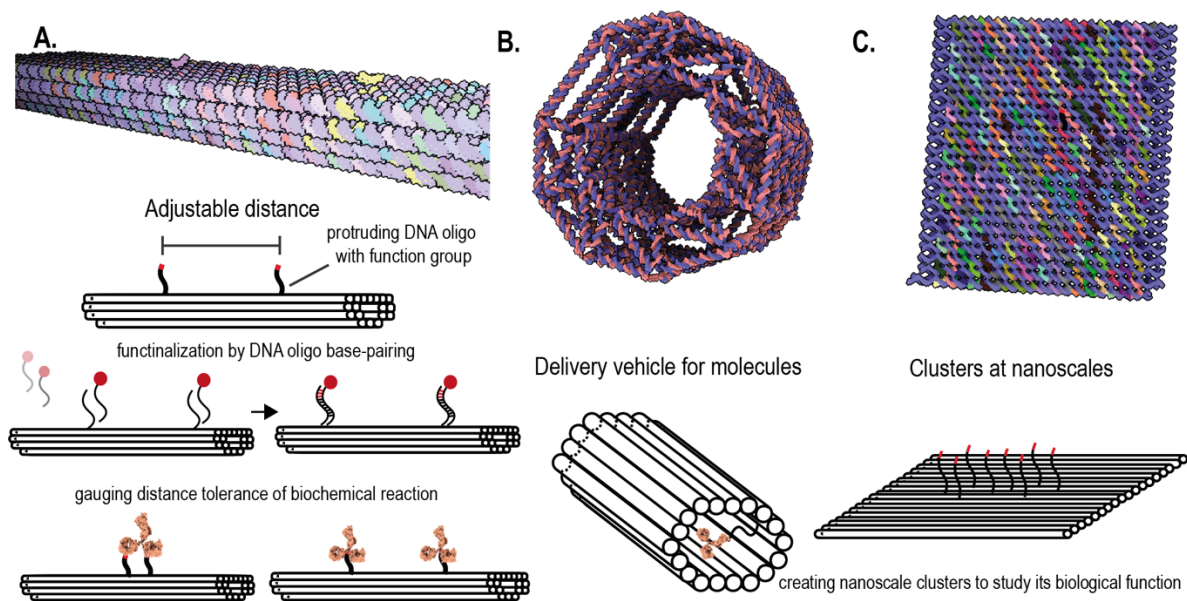 A.
Adjustable distance
protruding DNA oligo
with function group
functinalization by DNA oligo base-pairing
gauging distance tolerance of biochemical reaction
B.
Delivery vehicle for molecules
C.
Clusters at nanoscales
creating nanoscale clusters to study its biological function